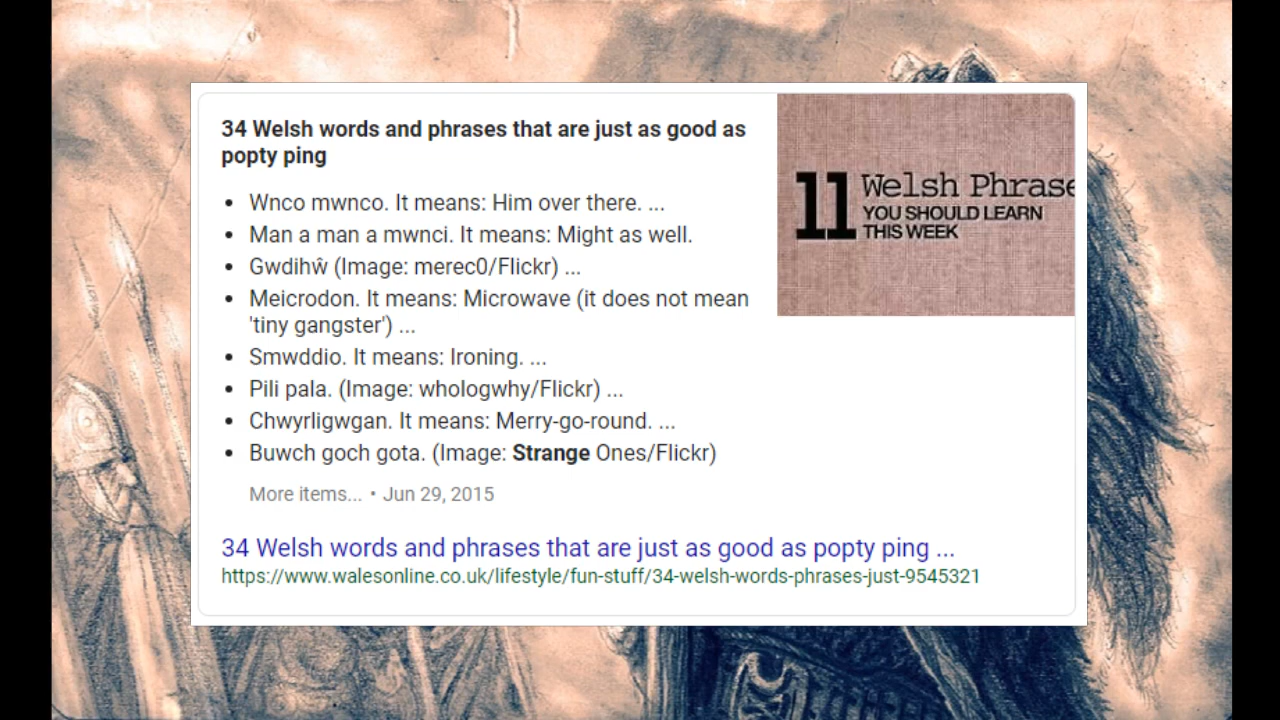 34 Welsh words and phrases that are just as good as
popty ping
• Wnco mwnco. It means: Him over there. ...
• Man a man a mwnci. It means: Might as well.
• Gwdihŵ (Image: merec0/Flickr) ...
• Meicrodon. It means: Microwave (it does not mean
'tiny gangster') ...
• Smwddio. It means: Ironing. ...
• Pili pala. (Image: whologwhy/Flickr) ...
• Chwyrligwgan. It means: Merry-go-round. ...
• Buwch goch gota. (Image: Strange Ones/Flickr)
More items... • Jun 29, 2015
34 Welsh words and phrases that are just as good as popty ping ...
https://www.walesonline.co.uk/lifestyle/fun-stuff/34-welsh-words-phrases-just-9545321
11 Welsh Phrase
YOU SHOULD LEARN
THIS WEEK